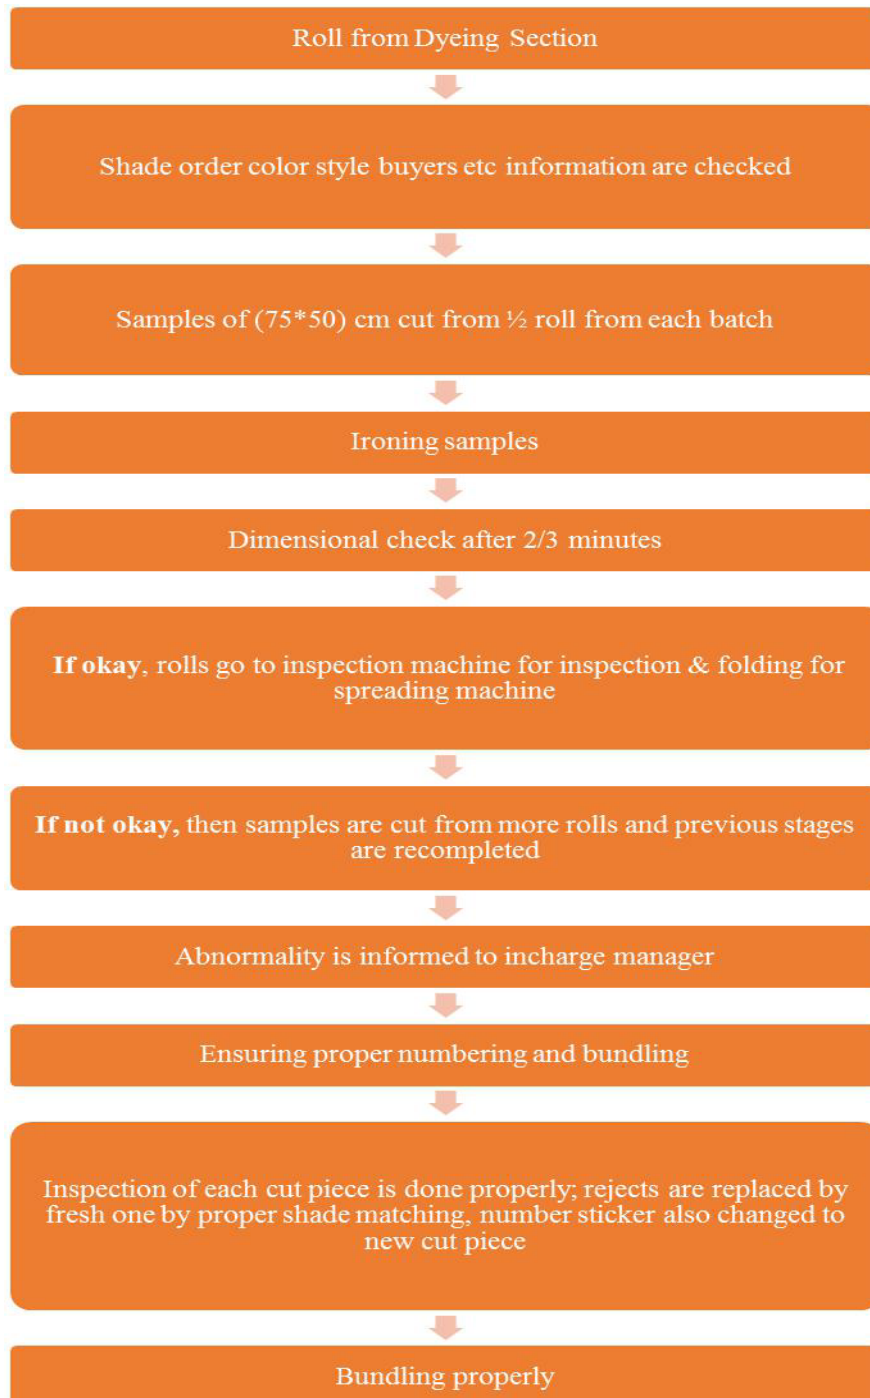 Roll from Dyeing Section
Shade order color style buyers etc information are checked
Samples of (75*50) cm cut from ½ roll from each batch
Ironing samples
Dimensional check after 2/3 minutes
If okay, rolls go to inspection machine for inspection & folding for
spreading machine
If not okay, then samples are cut from more rolls and previous stages
are recompleted
Abnormality is informed to incharge manager
Ensuring proper numbering and bundling
Inspection of each cut piece is done properly; rejects are replaced by
fresh one by proper shade matching, number sticker also changed to
new cut piece
Bundling properly